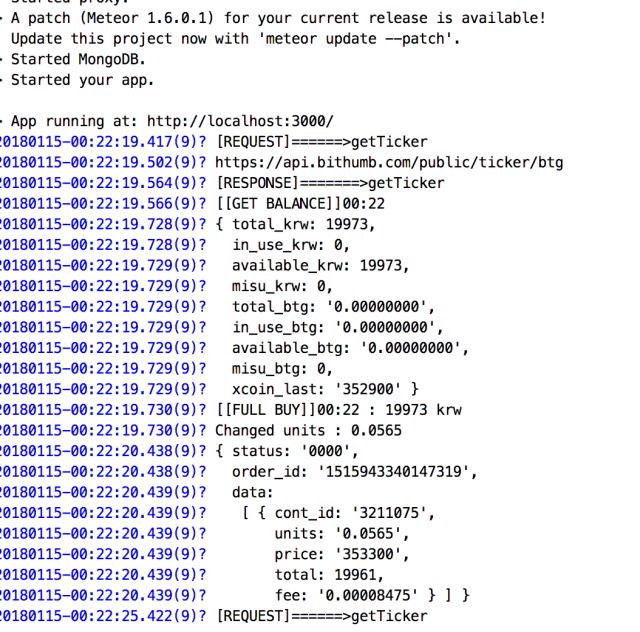 Started proxy.
A patch (Meteor 1.6.0.1) for your current release is available!
Update this project now with 'meteor update --patch'.
Started MongoDB.
Started your app.
App running at: http://localhost:3000/
20180115-00:22:19.417(9)? [REQUEST]======>getTicker
20180115-00:22:19.502(9)? https://api.bithumb.com/public/ticker/btg
20180115-00:22:19.564(9)? [RESPONSE]=======>getTicker
20180115-00:22:19.566(9)? [[GET BALANCE]]00:22
20180115-00:22:19.728(9)? { total_krw: 19973,
20180115-00:22:19.728(9)?   in_use_krw: 0,
20180115-00:22:19.729(9)?   available_krw: 19973,
20180115-00:22:19.729(9)?   misu_krw: 0,
20180115-00:22:19.729(9)?   total_btg: '0.00000000',
20180115-00:22:19.729(9)?   in_use_btg: '0.00000000',
20180115-00:22:19.729(9)?   available_btg: '0.00000000',
20180115-00:22:19.729(9)?   misu_btg: 0,
20180115-00:22:19.729(9)?   xcoin_last: '352900' }
20180115-00:22:19.730(9)? [[FULL BUY]]00:22 : 19973 krw
20180115-00:22:19.730(9)? Changed units : 0.0565
20180115-00:22:20.438(9)? { status: '0000',
20180115-00:22:20.438(9)?   order_id: '1515943340147319',
20180115-00:22:20.439(9)?   data:
20180115-00:22:20.439(9)?    [ { cont_id: '3211075',
20180115-00:22:20.439(9)?        units: '0.0565',
20180115-00:22:20.439(9)?        price: '353300',
20180115-00:22:20.439(9)?        total: 19961,
20180115-00:22:20.439(9)?        fee: '0.00008475' } ] }
20180115-00:22:25.422(9)? [REQUEST]======>getTicker